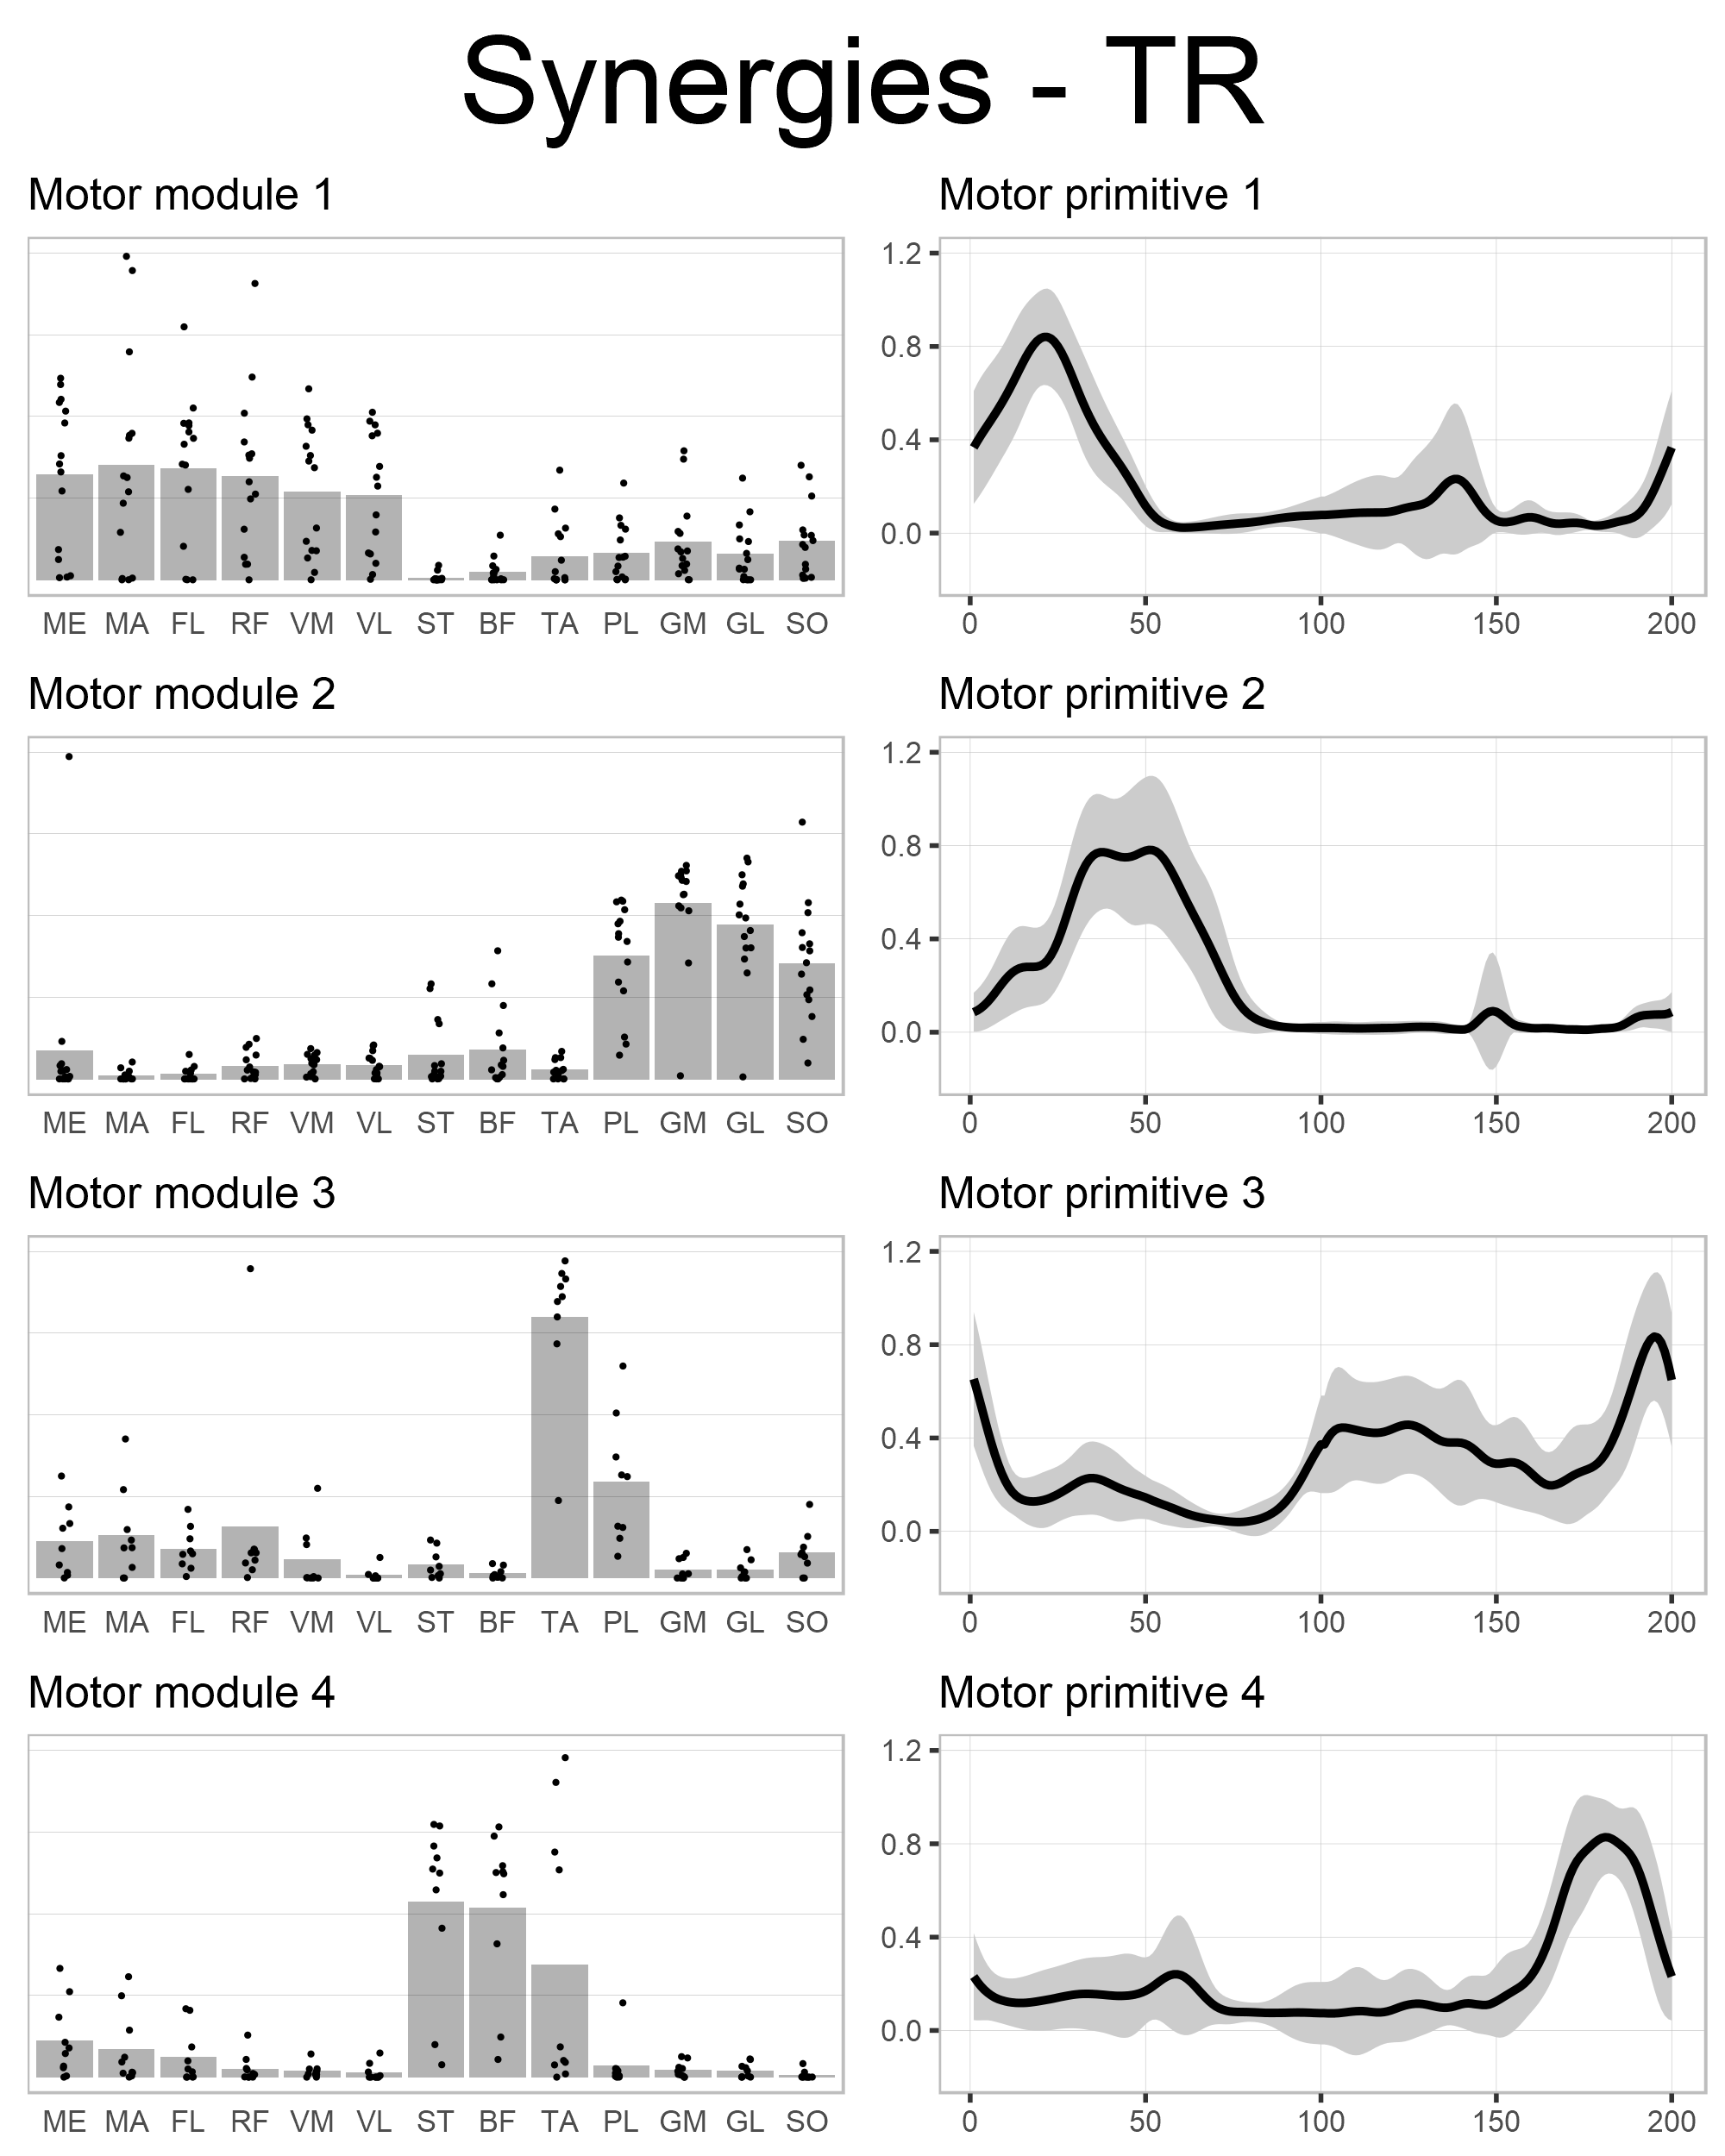 Synergies - TR
Motor module 1
ME MA FL RF VM VL ST BF TA PL GM GL SO
Motor primitive 1
1.2
0.8
0.4
0.0
0 50 100 150 200
Motor module 2
ME MA FL RF VM VL ST BF TA PL GM GL SO
Motor primitive 2
1.2
0.8
0.4
0.0
0 50 100 150 200
Motor module 3
ME MA FL RF VM VL ST BF TA PL GM GL SO
Motor primitive 3
1.2
0.8
0.4
0.0
0 50 100 150 200
Motor module 4
ME MA FL RF VM VL ST BF TA PL GM GL SO
Motor primitive 4
1.2
0.8
0.4
0.0
0 50 100 150 200